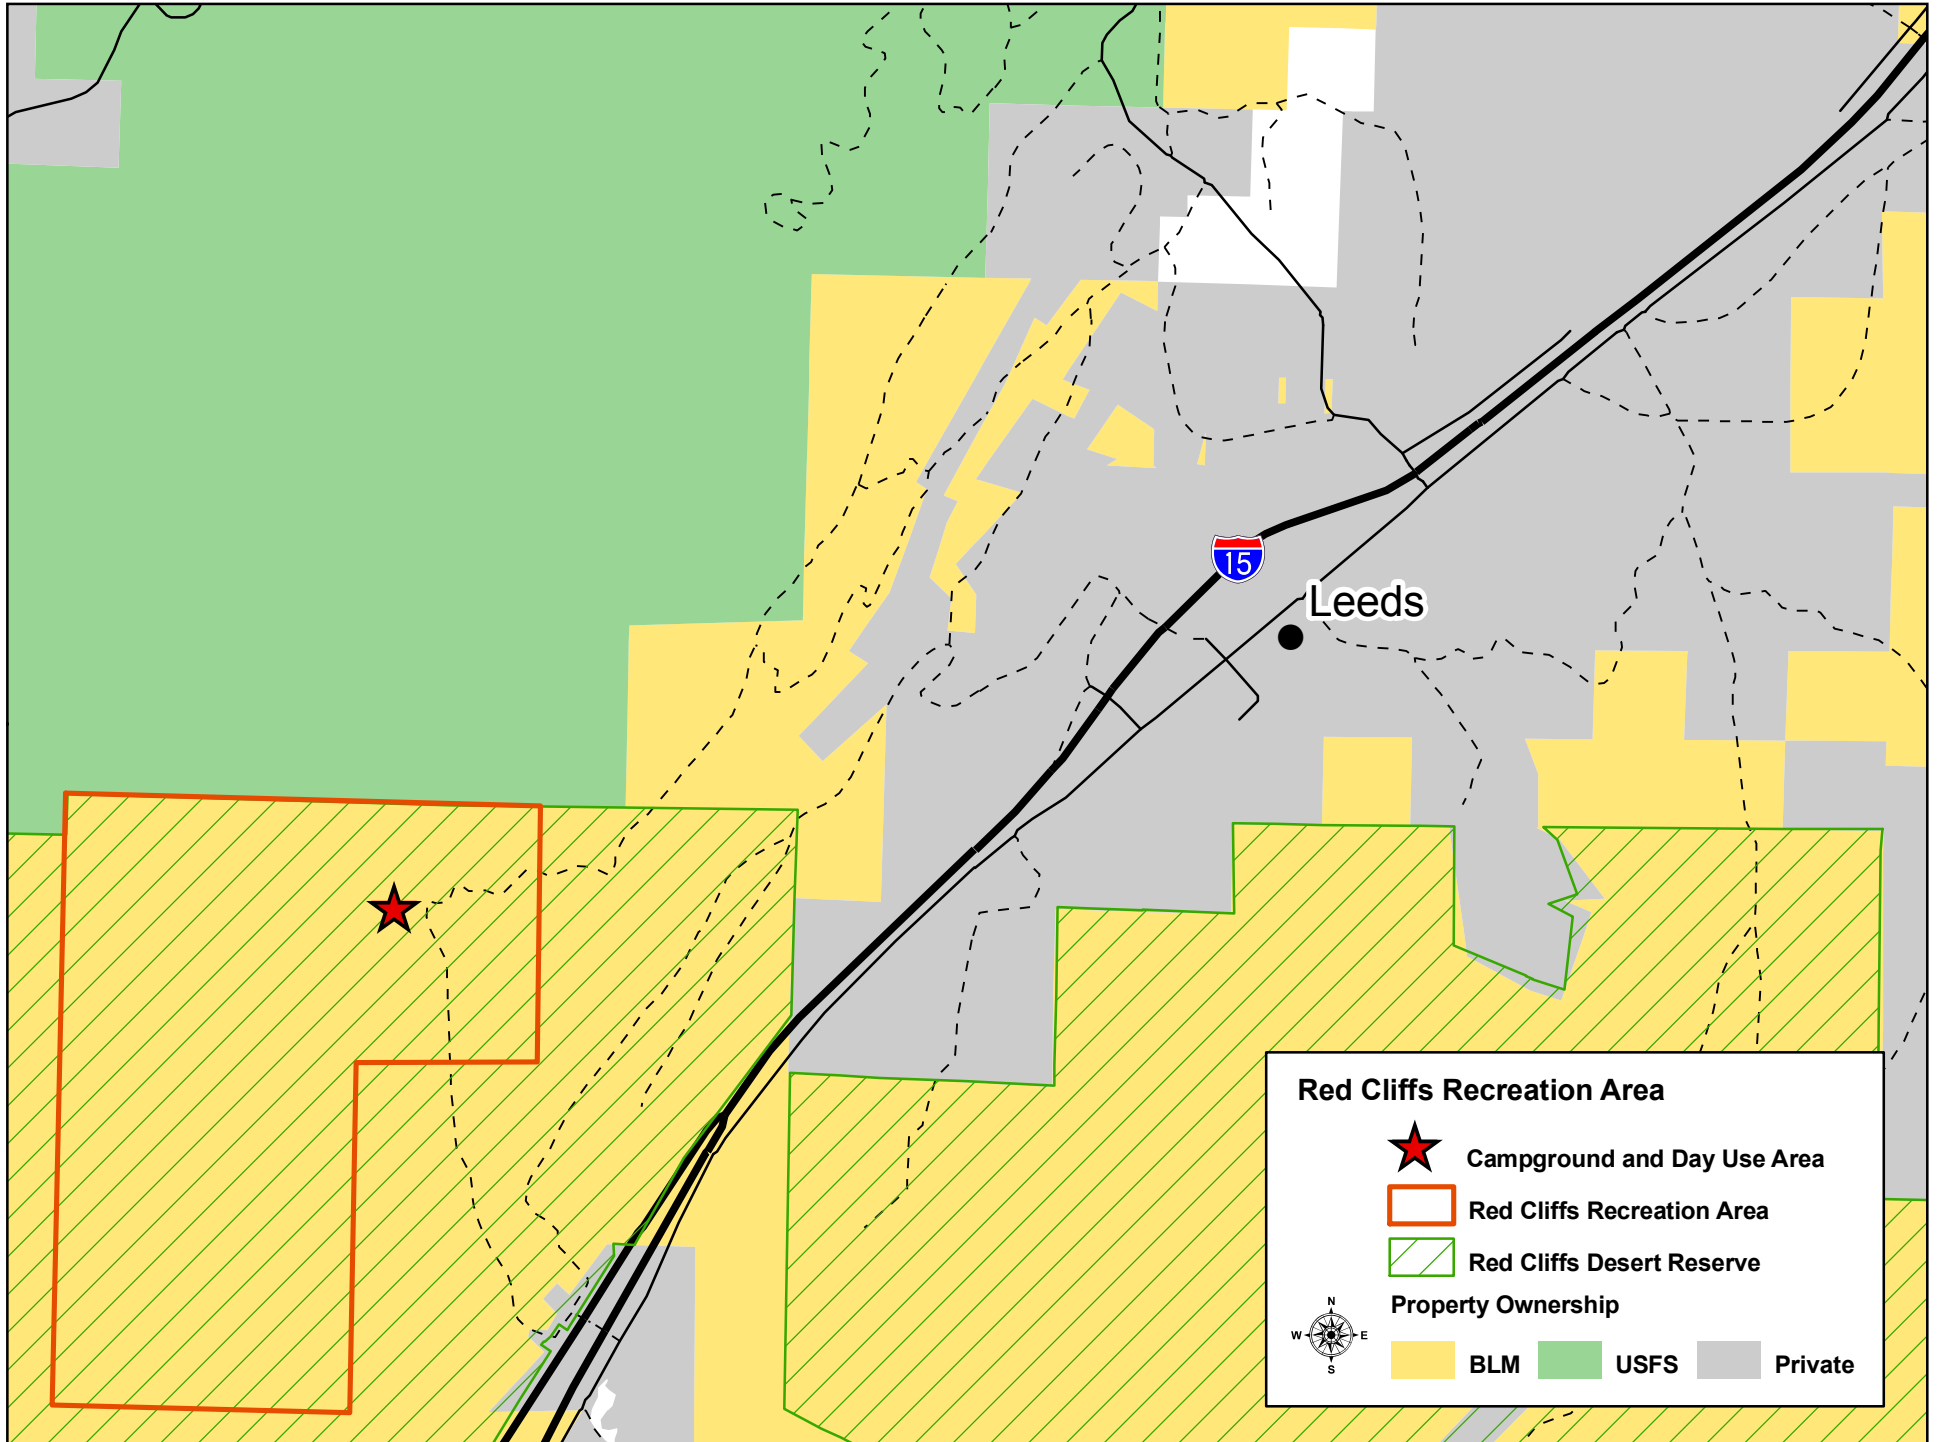 15
Leeds
Red Cliffs Recreation Area
Campground and Day Use Area
Red Cliffs Recreation Area
Red Cliffs Desert Reserve
Property Ownership
N
W E
S
BLM USFS Private